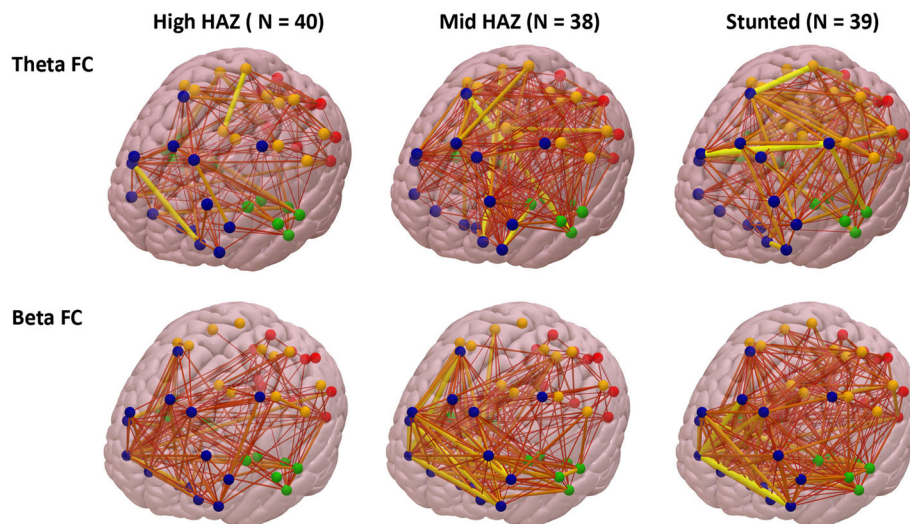 High HAZ ( N = 40)
Mid HAZ (N = 38)
Stunted (N = 39)
Theta FC
Beta FC